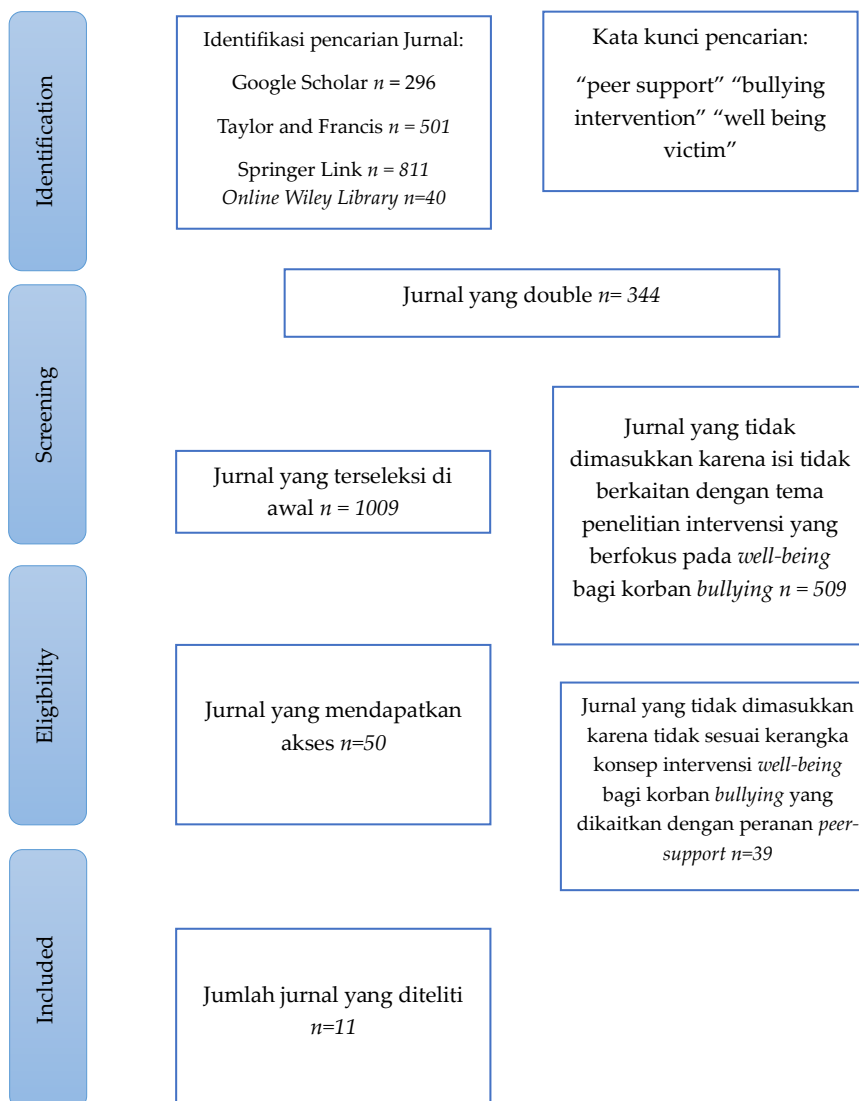 Identification
Identifikasi pencarian Jurnal:
Google Scholar n = 296
Taylor and Francis n = 501
Springer Link n = 811
Online Wiley Library n=40
Kata kunci pencarian:
“peer support” “bullying
intervention” “well being
victim”
Jurnal yang double n= 344
Screening
Jurnal yang terseleksi di
awal n = 1009
Jurnal yang tidak
dimasukkan karena isi tidak
berkaitan dengan tema
penelitian intervensi yang
berfokus pada well-being
bagi korban bullying n = 509
Eligibility
Jurnal yang mendapatkan
akses n=50
Jurnal yang tidak dimasukkan
karena tidak sesuai kerangka
konsep intervensi well-being
bagi korban bullying yang
dikaitkan dengan peranan peer-
support n=39
Included
Jumlah jurnal yang diteliti
n=11